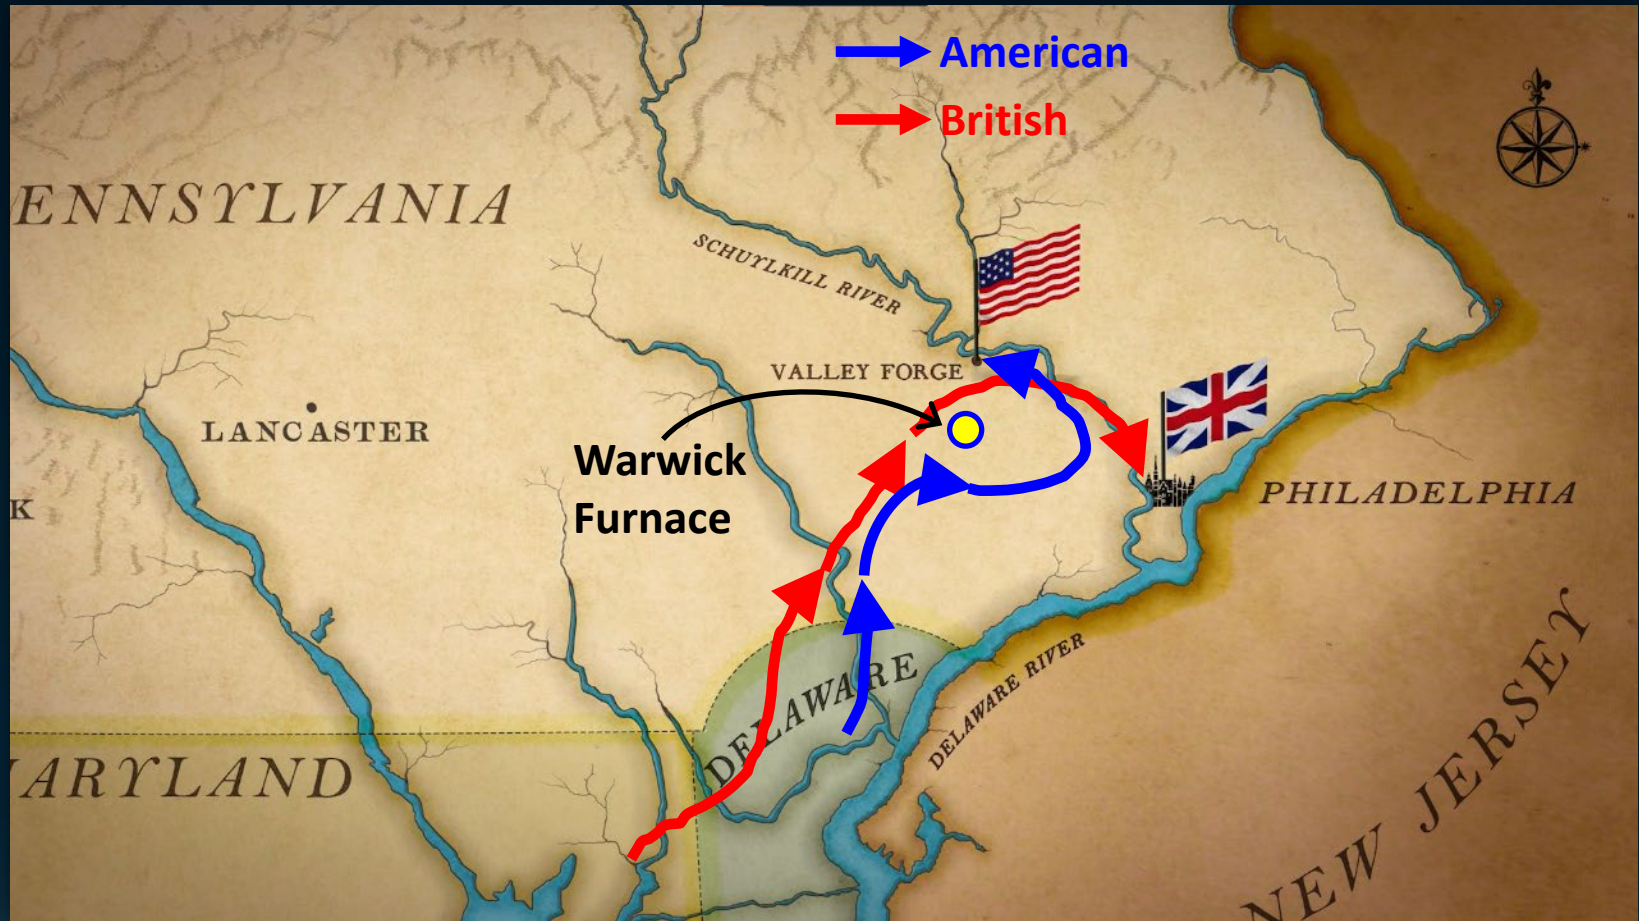 American
British
ENNSYLVANIA
SCHUYLKILL RIVER
VALLEY FORGE
LANCASTER
Warwick
Furnace
K
PHILADELPHIA
DELAWARE
DELAWARE RIVER
ARYLAND
NEW JERSEY